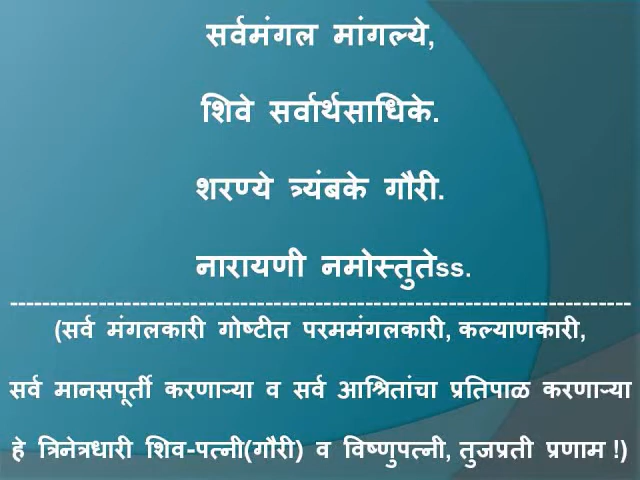 सर्वमंगल मांगल्ये,
शिवे सर्वार्थसाधिके.
शरण्ये त्र्यंबके गौरी.
नारायणी नमोस्तुतेss.
--------------------------------------------------------------------------------
(सर्व मंगलकारी गोष्टीत परममंगलकारी, कल्याणकारी,
सर्व मानसपूर्ती करणाऱ्या व सर्व आश्रितांचा प्रतिपाळ करणाऱ्या
हे त्रिनेत्रधारी शिव-पत्नी(गौरी) व विष्णुपत्नी, तुजप्रती प्रणाम !)